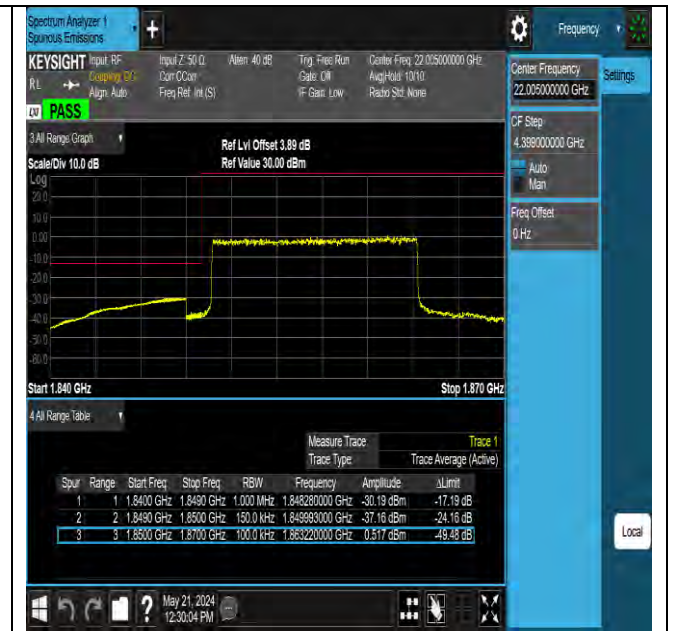 Spectrum Analyzer 1
Spurious Emissions
+
Frequency
KEYSIGHT Input: RF Input Z: 50 Ω Atten: 40 dB Trig: Free Run Center Freq: 22.005000000 GHz
RL Coupling: DC Corr CCorr Gate: Off Avg|Hold: 10/10
Align: Auto Freq Ref: Int (S) IF Gain: Low Radio Std: None
LXI PASS
Center Frequency
22.005000000 GHz
Settings
CF Step
4.399000000 GHz
Auto
Man
Freq Offset
0 Hz
3 All Range Graph
Ref Lvl Offset 3.89 dB
Scale/Div 10.0 dB Ref Value 30.00 dBm
Log
20.0
10.0
0.00
-10.0
-20.0
-30.0
-40.0
-50.0
-60.0
Start 1.840 GHz Stop 1.870 GHz
4 All Range Table
Measure Trace Trace 1
Trace Type Trace Average (Active)
Spur Range Start Freq Stop Freq RBW Frequency Amplitude ΔLimit
1 1 1.8400 GHz 1.8490 GHz 1.000 MHz 1.848280000 GHz -30.19 dBm -17.19 dB
2 2 1.8490 GHz 1.8500 GHz 150.0 kHz 1.849993000 GHz -37.16 dBm -24.16 dB
3 3 1.8500 GHz 1.8700 GHz 100.0 kHz 1.863220000 GHz 0.517 dBm -49.48 dB
Local
? May 21, 2024
12:30:04 PM